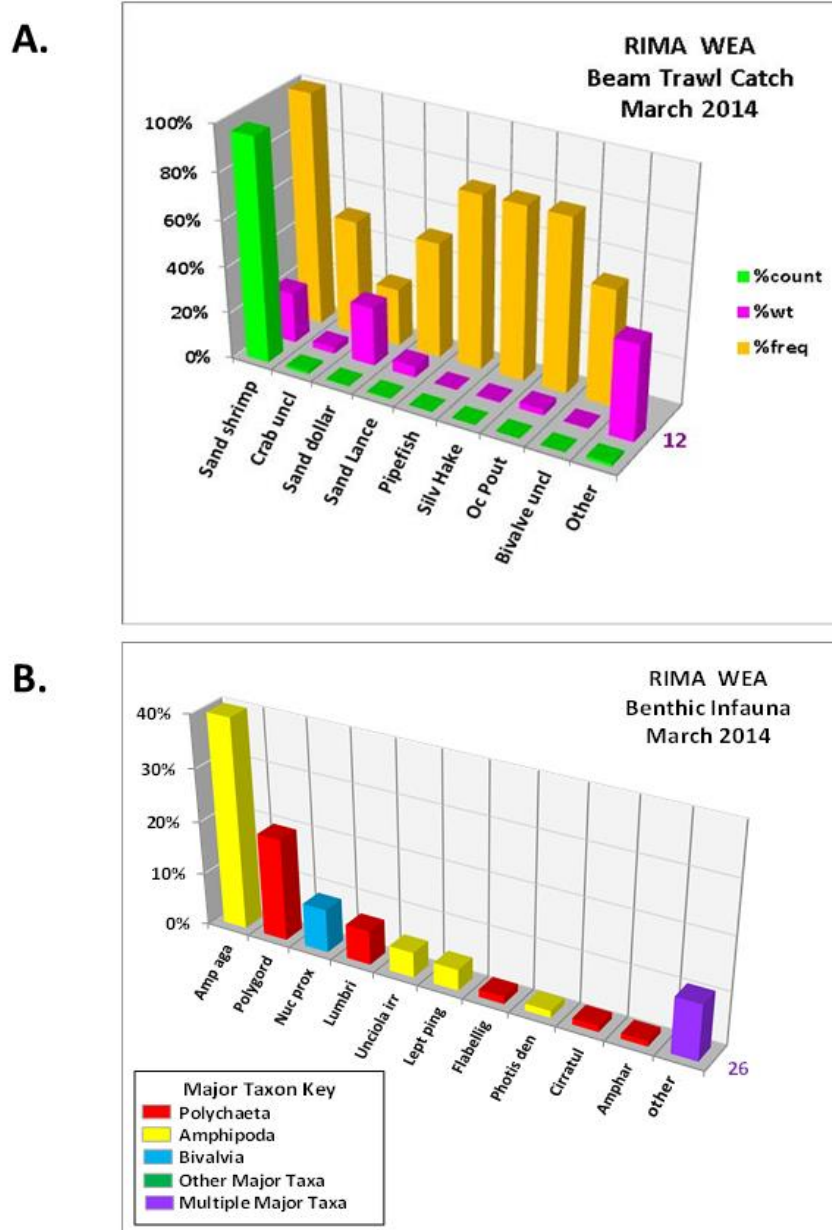 A.
RIMA WEA
Beam Trawl Catch
March 2014
100%
80%
60%
40%
20%
0%
%count
%wt
%freq
Sand shrimp
Crab uncl
Sand dollar
Sand Lance
Pipefish
Silv Hake
Oc Pout
Bivalve uncl
Other
12
B.
RIMA WEA
Benthic Infauna
March 2014
40%
30%
20%
10%
0%
Amp aga
Polygord
Nuc prox
Lumbri
Unciola irr
Lept ping
Flabellig
Photis den
Cirratul
Amphar
other
26
Major Taxon Key
Polychaeta
Amphipoda
Bivalvia
Other Major Taxa
Multiple Major Taxa